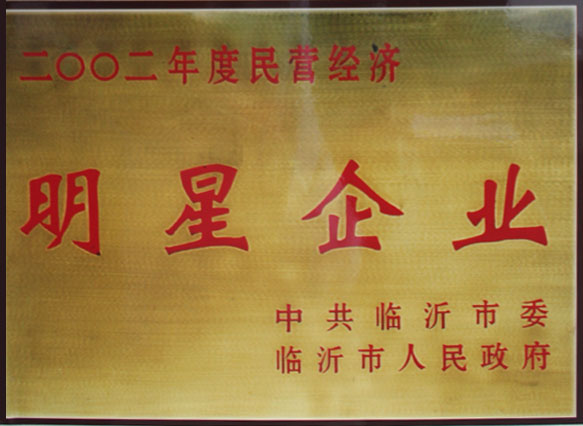 二〇〇二年度民营经济
明星企业
中共临沂市委
临沂市人民政府